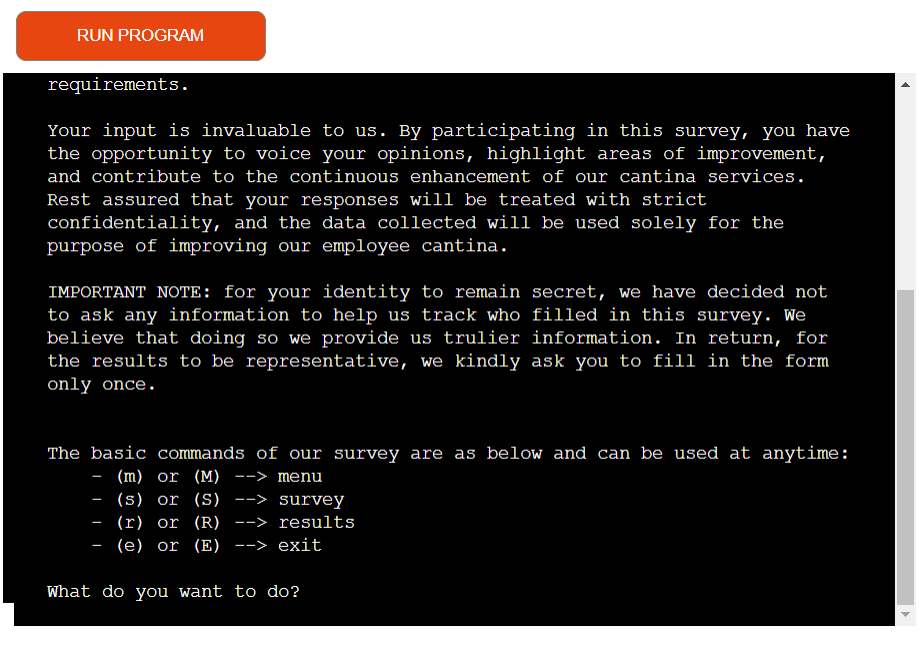 RUN PROGRAM
requirements.
Your input is invaluable to us. By participating in this survey, you have
the opportunity to voice your opinions, highlight areas of improvement,
and contribute to the continuous enhancement of our cantina services.
Rest assured that your responses will be treated with strict
confidentiality, and the data collected will be used solely for the
purpose of improving our employee cantina.
IMPORTANT NOTE: for your identity to remain secret, we have decided not
to ask any information to help us track who filled in this survey. We
believe that doing so we provide us trulier information. In return, for
the results to be representative, we kindly ask you to fill in the form
only once.
The basic commands of our survey are as below and can be used at anytime:
- (m) or (M) --> menu
- (s) or (S) --> survey
- (r) or (R) --> results
- (e) or (E) --> exit
What do you want to do?